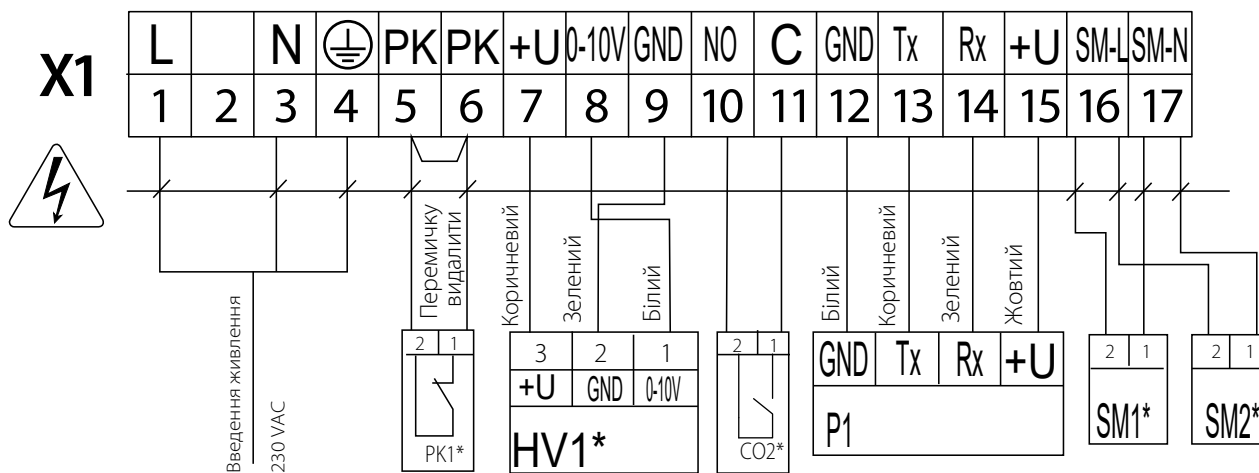 X1
L N PK PK +U 0-10V GND NO C GND Tx Rx +U SM-L SM-N
1 2 3 4 5 6 7 8 9 10 11 12 13 14 15 16 17
Введення живлення
230 VAC
Перемичку
видалити
Коричневий
Зелений
Білий
Білий
Коричневий
Зелений
Жовтий
2 1
PK1*
3 2 1
+U GND 0-10V
HV1*
2 1
CO2*
GND Tx Rx +U
P1
2 1
SM1*
2 1
SM2*